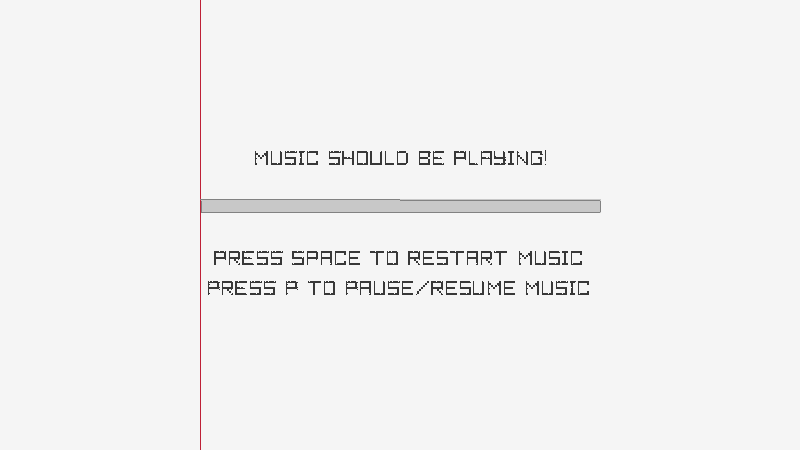 MUSIC SHOULD BE PLAYING!
PRESS SPACE TO RESTART MUSIC
PRESS P TO PAUSE/RESUME MUSIC